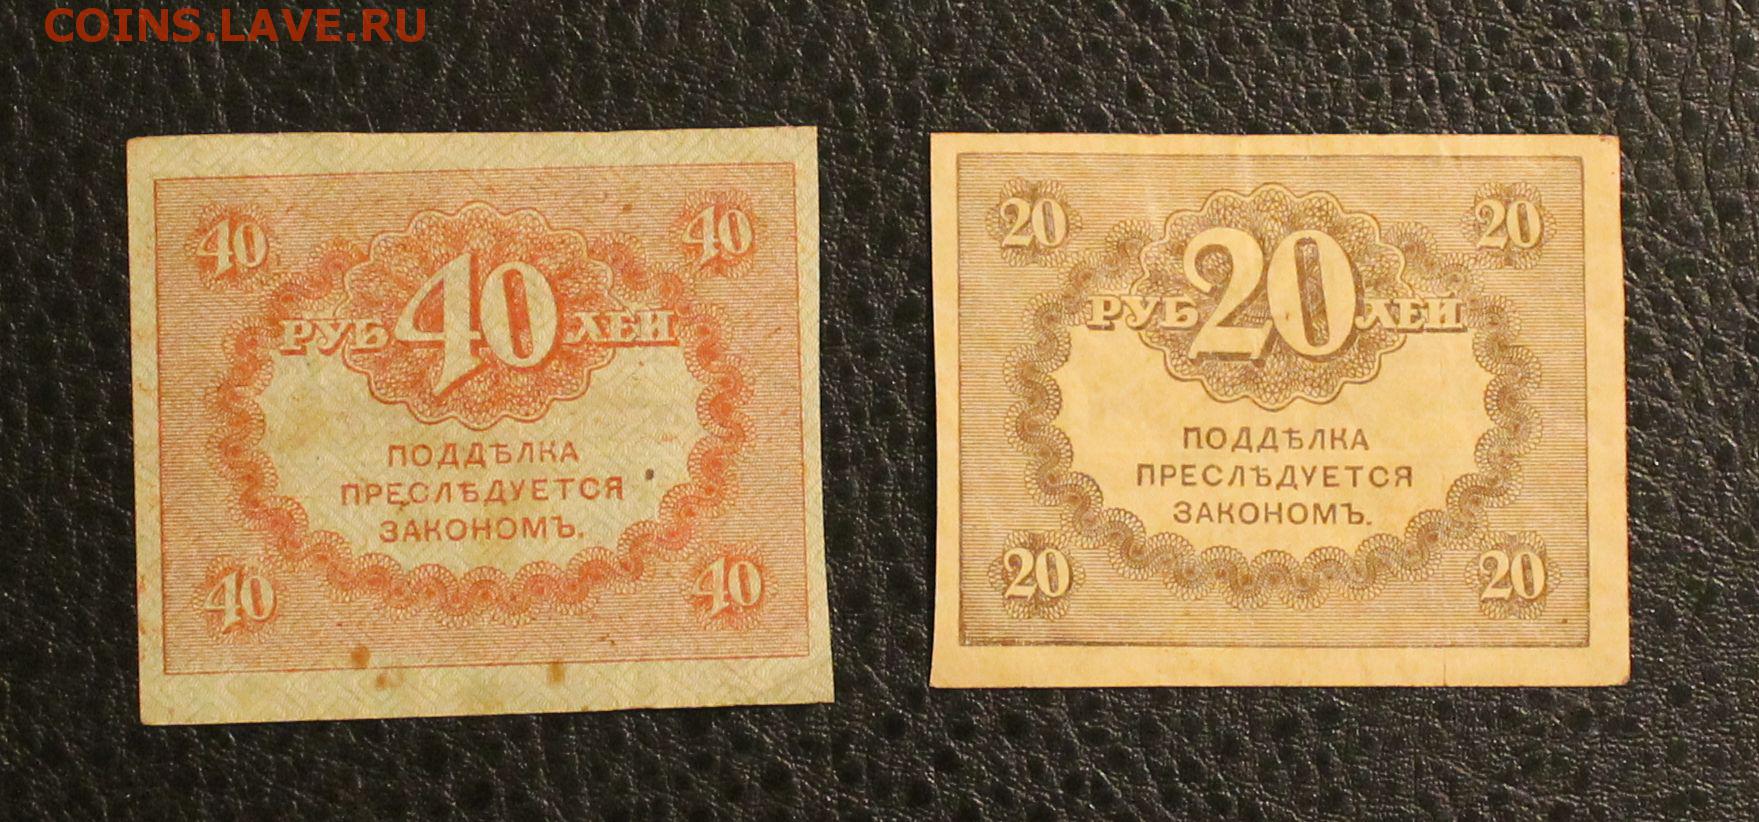 COINS.LAVE.RU
40 40
РУБ 40 ЛЕЙ
ПОДДѢЛКА
ПРЕСЛѢДУЕТСЯ
ЗАКОНОМЪ.
40 40
20 20
РУБ 20 ЛЕЙ
ПОДДѢЛКА
ПРЕСЛѢДУЕТСЯ
ЗАКОНОМЪ.
20 20